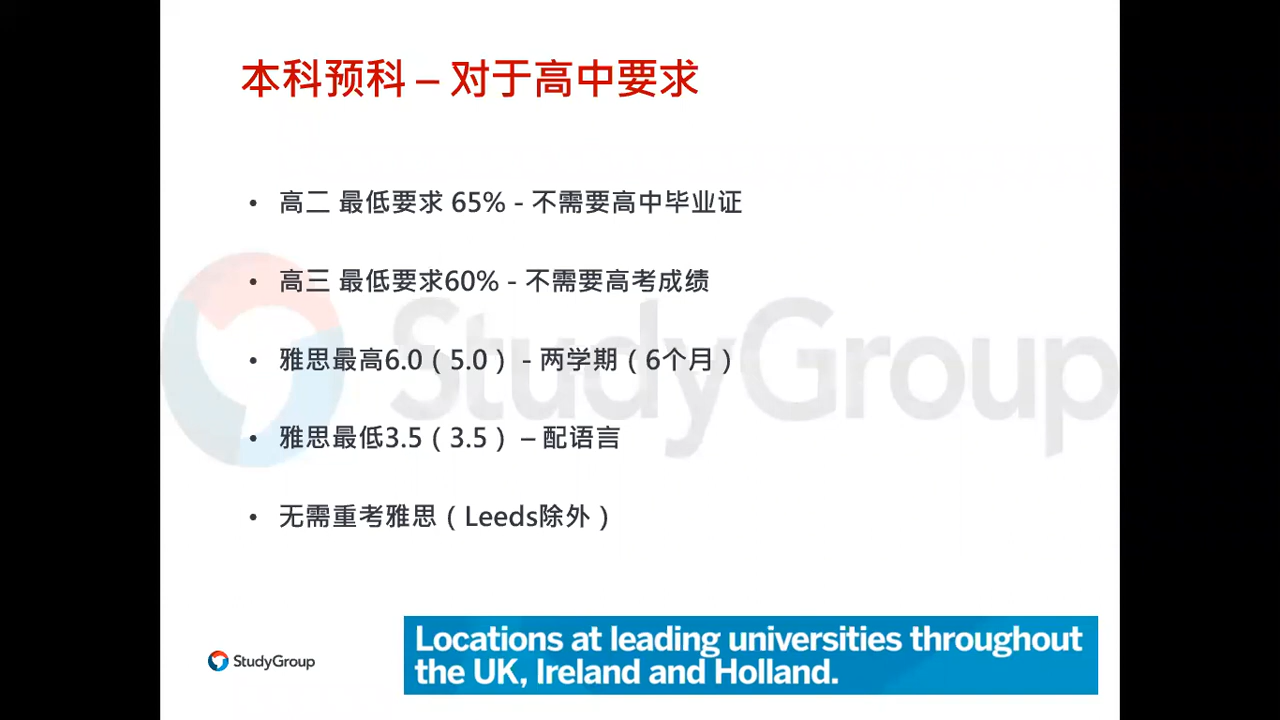 本科预科 – 对于高中要求
• 高二 最低要求 65% - 不需要高中毕业证
• 高三 最低要求60% - 不需要高考成绩
• 雅思最高6.0（5.0） - 两学期（6个月）
• 雅思最低3.5（3.5） – 配语言
• 无需重考雅思（Leeds除外）
StudyGroup
StudyGroup
Locations at leading universities throughout
the UK, Ireland and Holland.